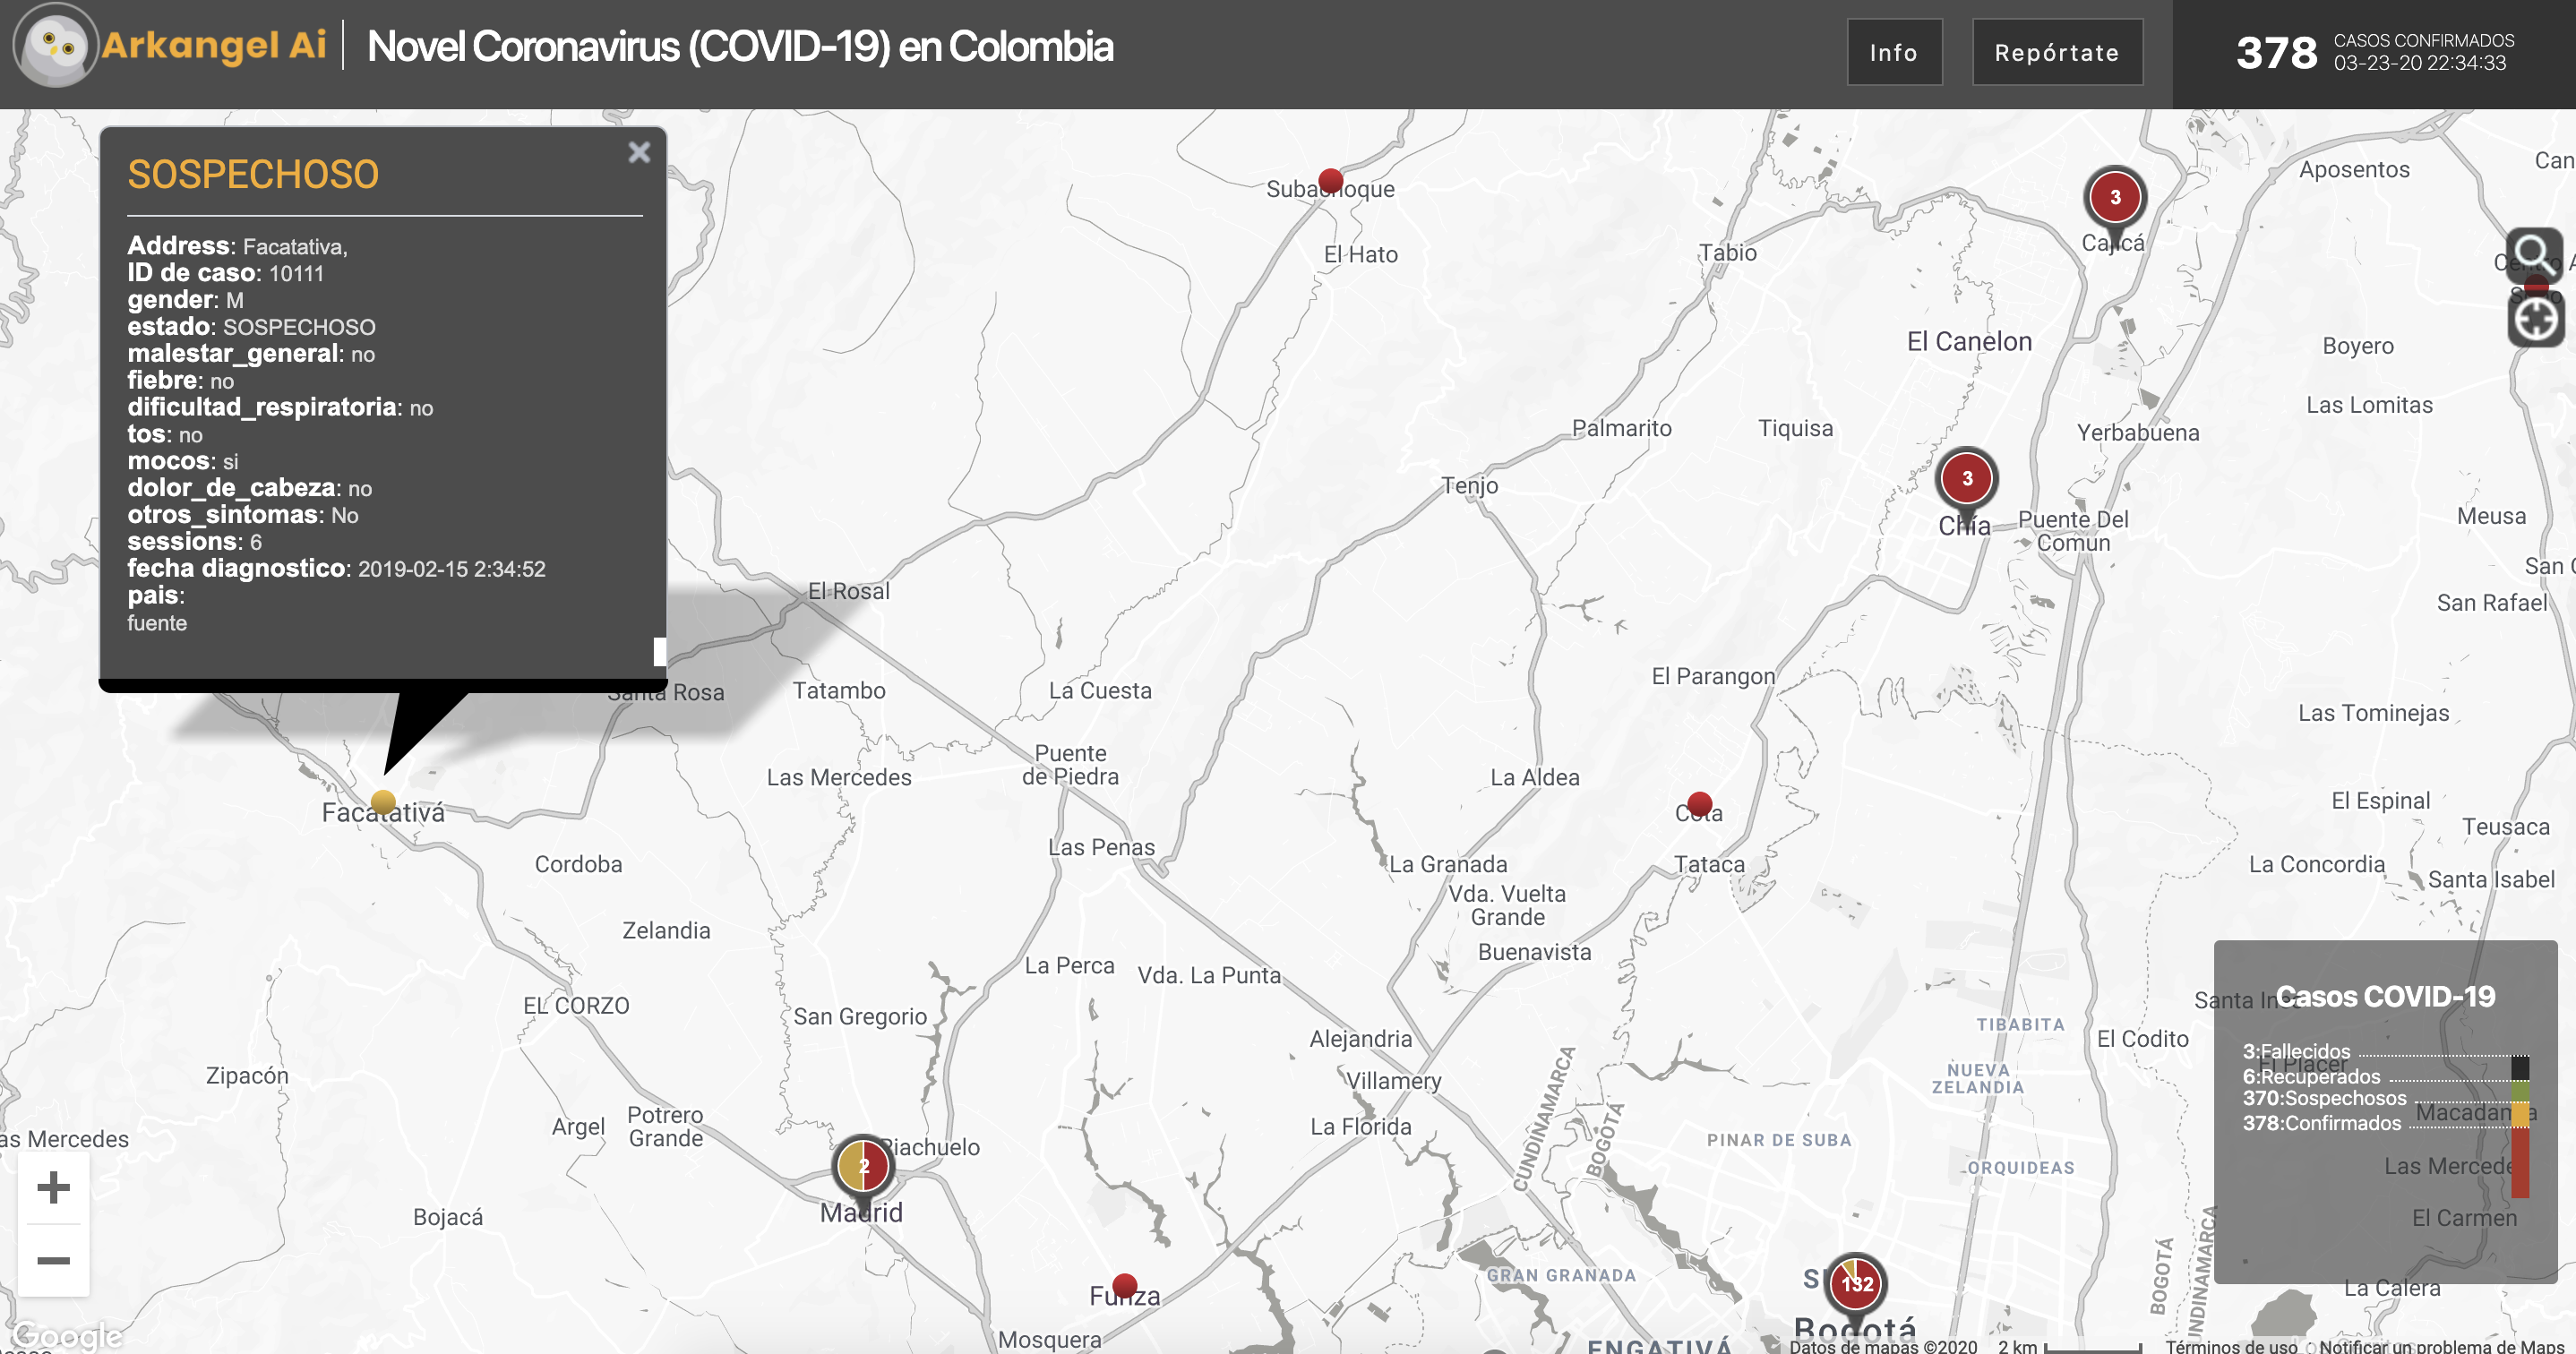 Arkangel Ai
Novel Coronavirus (COVID-19) en Colombia
Info
Repórtate
378
CASOS CONFIRMADOS
03-23-20 22:34:33
SOSPECHOSO
Address: Facatativa,
ID de caso: 10111
gender: M
estado: SOSPECHOSO
malestar_general: no
fiebre: no
dificultad_respiratoria: no
tos: no
mocos: si
dolor_de_cabeza: no
otros_sintomas: No
sessions: 6
fecha diagnostico: 2019-02-15 2:34:52
pais:
fuente
Subachoque
El Hato
Tabio
3
Cajicá
Aposentos
El Canelon
Boyero
Las Lomitas
Palmarito
Tiquisa
Yerbabuena
Tenjo
3
Chía
Puente Del
Comun
Meusa
San Rafael
El Rosal
Santa Rosa
Tatambo
La Cuesta
El Parangon
Las Tominejas
Puente
de Piedra
Las Mercedes
La Aldea
Facatativá
Cota
El Espinal
Teusaca
Cordoba
Las Penas
La Granada
Tataca
La Concordia
Santa Isabel
Vda. Vuelta
Grande
Zelandia
Buenavista
La Perca
Vda. La Punta
EL CORZO
San Gregorio
Alejandria
TIBABITA
El Codito
Casos COVID-19
3:Fallecidos
6:Recuperados
370:Sospechosos
378:Confirmados
El Placer
Las Mercede
El Carmen
Zipacón
Villamery
NUEVA
ZELANDIA
CUNDINAMARCA
BOGOTÁ
Argel
Potrero
Grande
La Florida
as Mercedes
PINAR DE SUBA
ORQUIDEAS
2
Riachuelo
Madrid
Bojacá
BOGOTÁ
UNDINAMARCA
GRAN GRANADA
132
Bogotá
Funza
La Calera
Mosquera
ENGATIVÁ
Google
Datos de mapas ©2020
2 km
Términos de uso
Notificar un problema de Maps